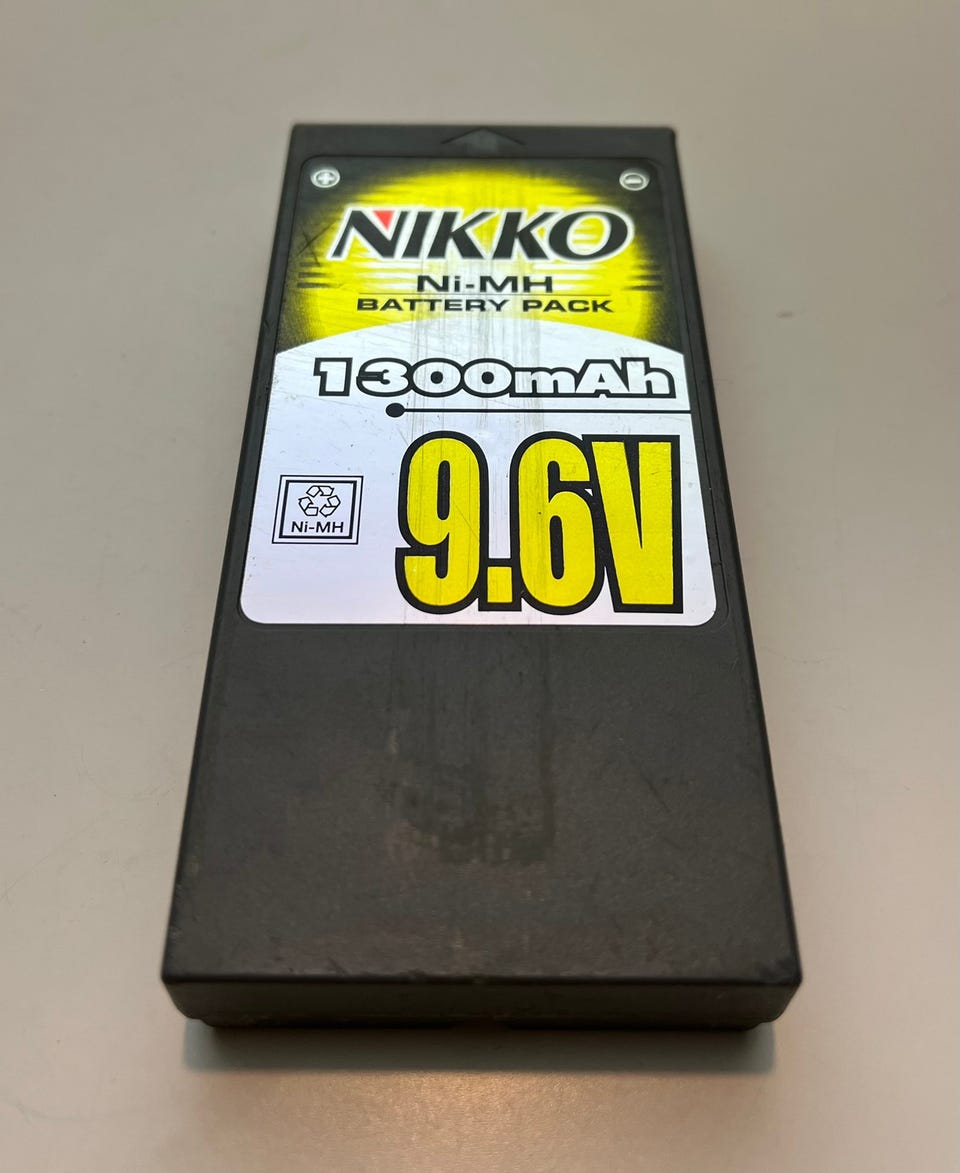 NIKKO
Ni-MH
BATTERY PACK
1300mAh
9.6V
Ni-MH